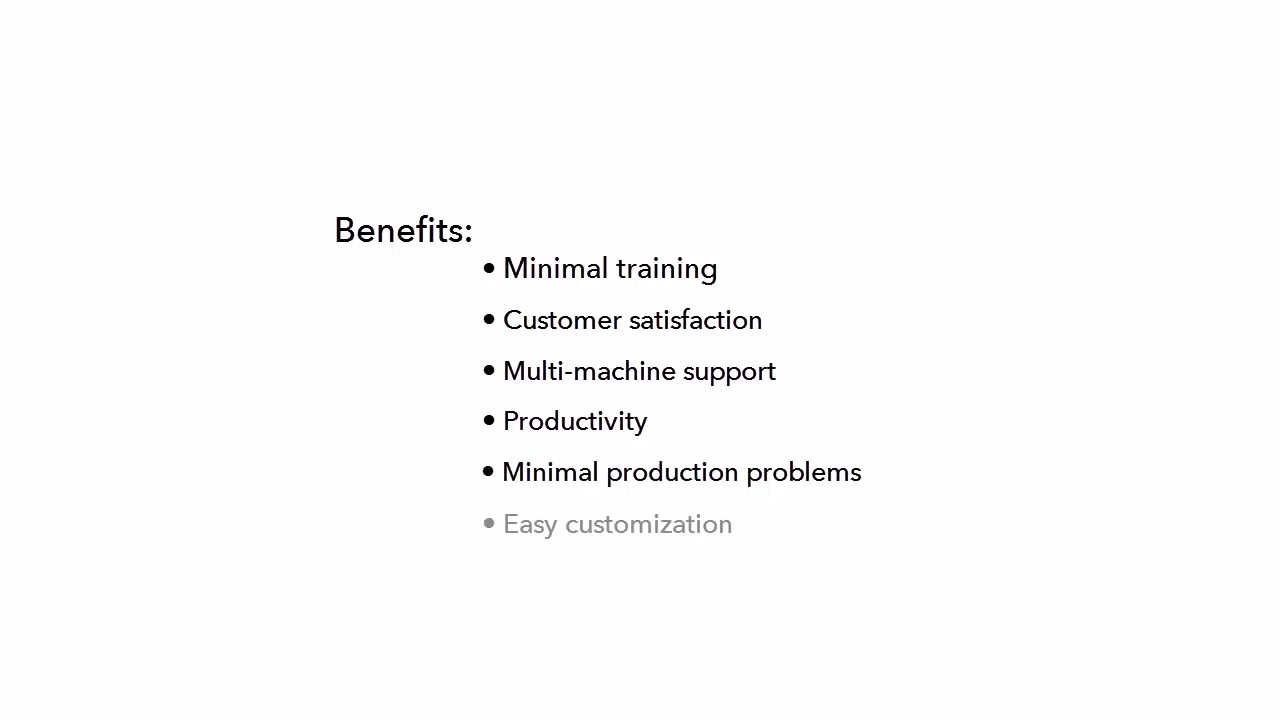 Benefits:
• Minimal training
• Customer satisfaction
• Multi-machine support
• Productivity
• Minimal production problems
• Easy customization